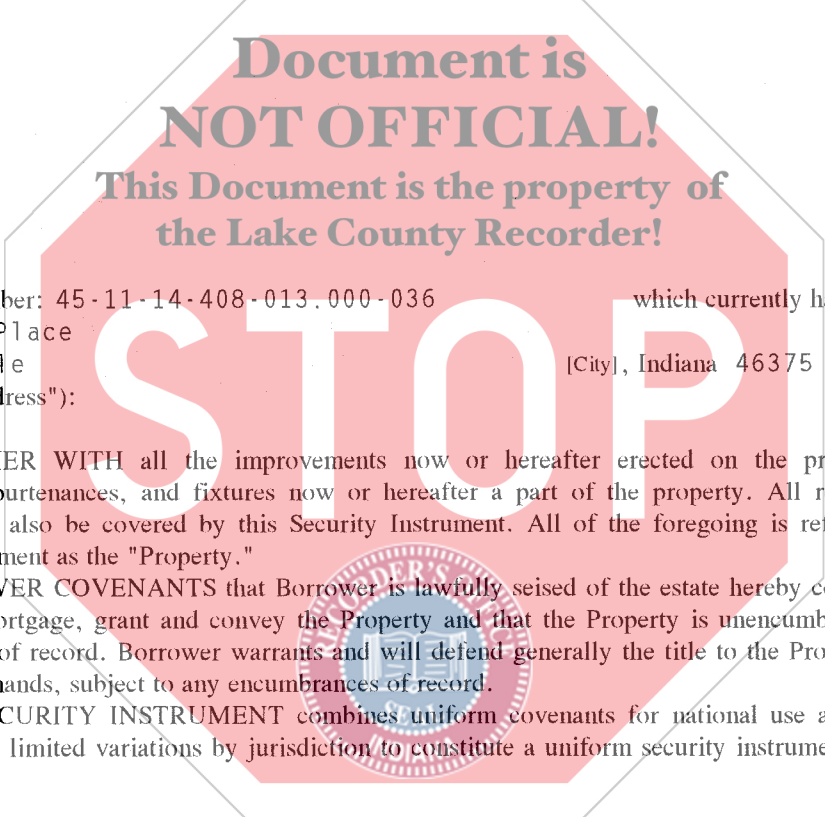 Document is
NOT OFFICIAL!
This Document is the property of
the Lake County Recorder!
ber: 45-11-14-408-013.000-036 which currently h
Place
le
[City], Indiana 46375
dress"):
STOP
ER WITH all the improvements now or hereafter erected on the pr
purtenances, and fixtures now or hereafter a part of the property. All r
also be covered by this Security Instrument. All of the foregoing is ref
ment as the "Property."
VER COVENANTS that Borrower is lawfully seised of the estate hereby c
ortgage, grant and convey the Property and that the Property is unencumb
of record. Borrower warrants and will defend generally the title to the Pro
ands, subject to any encumbrances of record.
CURITY INSTRUMENT combines uniform covenants for national use a
limited variations by jurisdiction to constitute a uniform security instrume
RECORDER'S OFFICE
SEAL
INDIANA